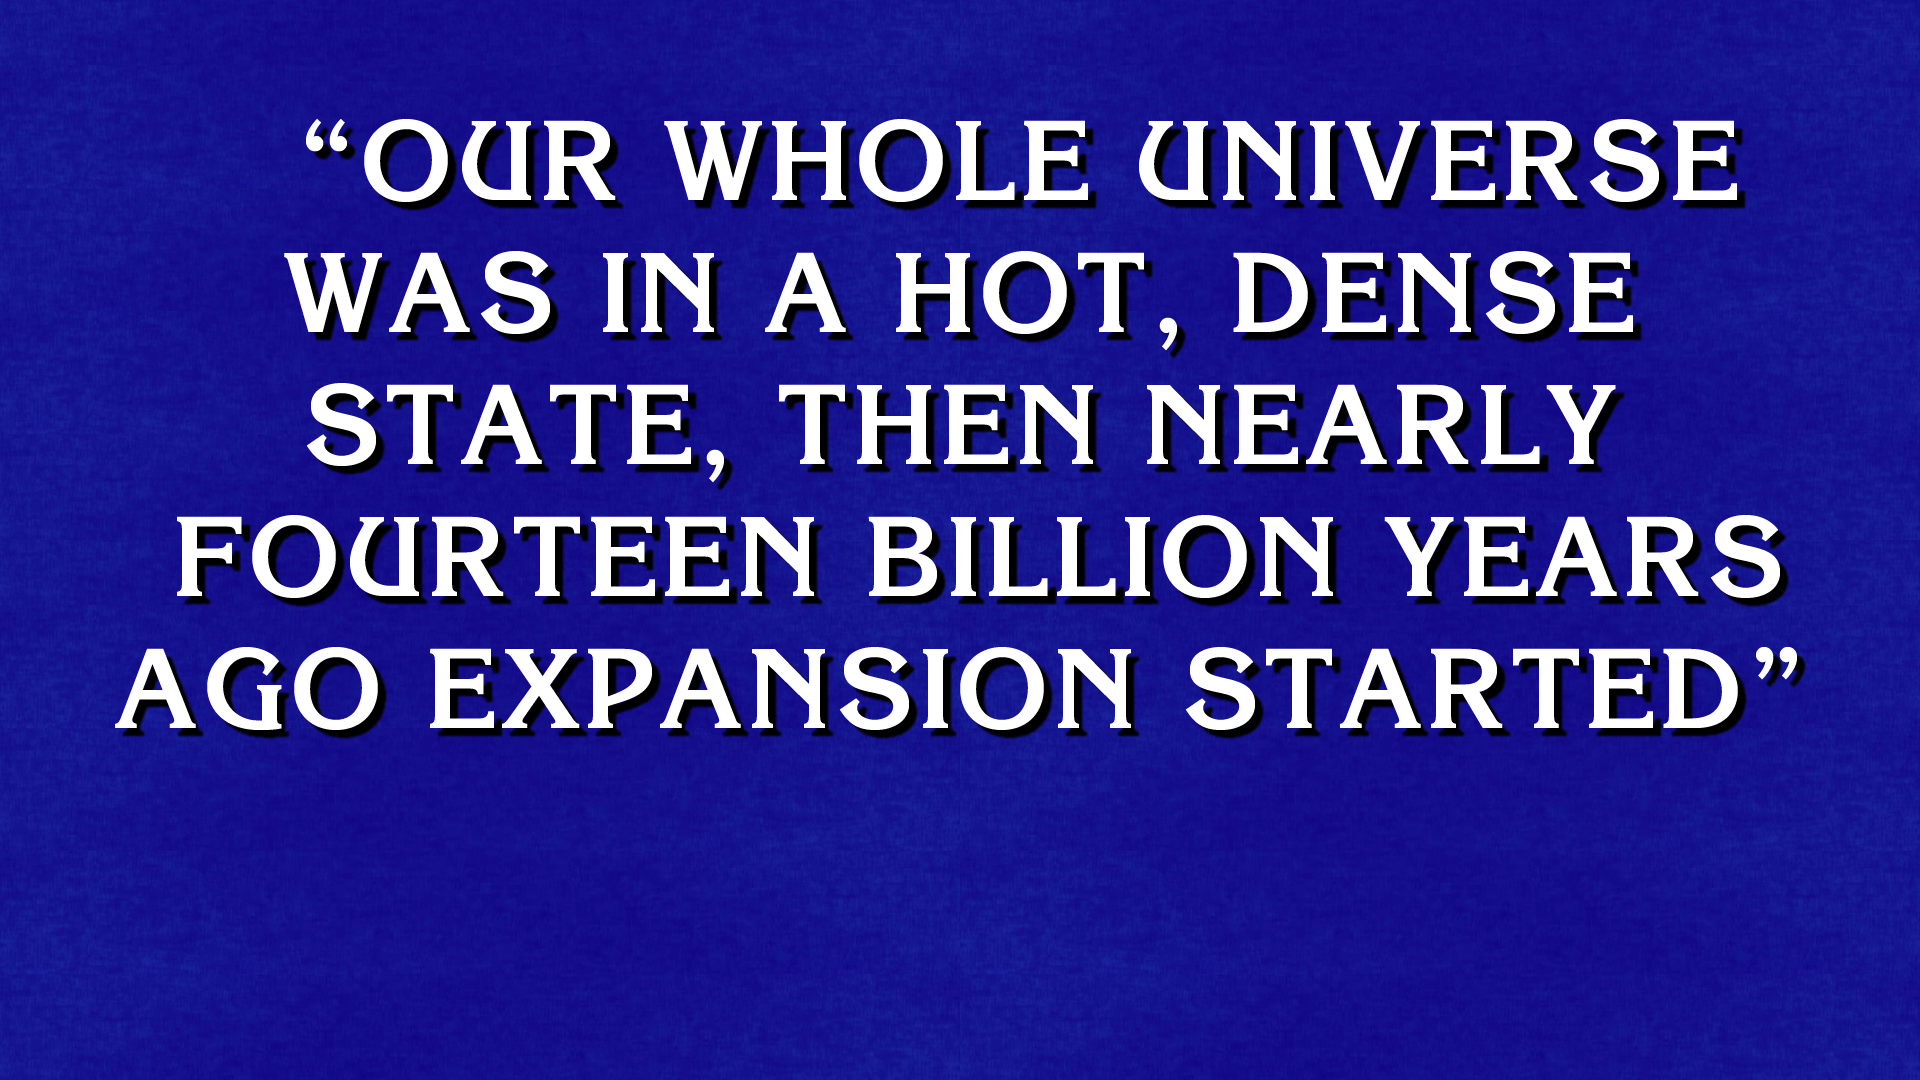 “OUR WHOLE UNIVERSE
WAS IN A HOT, DENSE
STATE, THEN NEARLY
FOURTEEN BILLION YEARS
AGO EXPANSION STARTED”